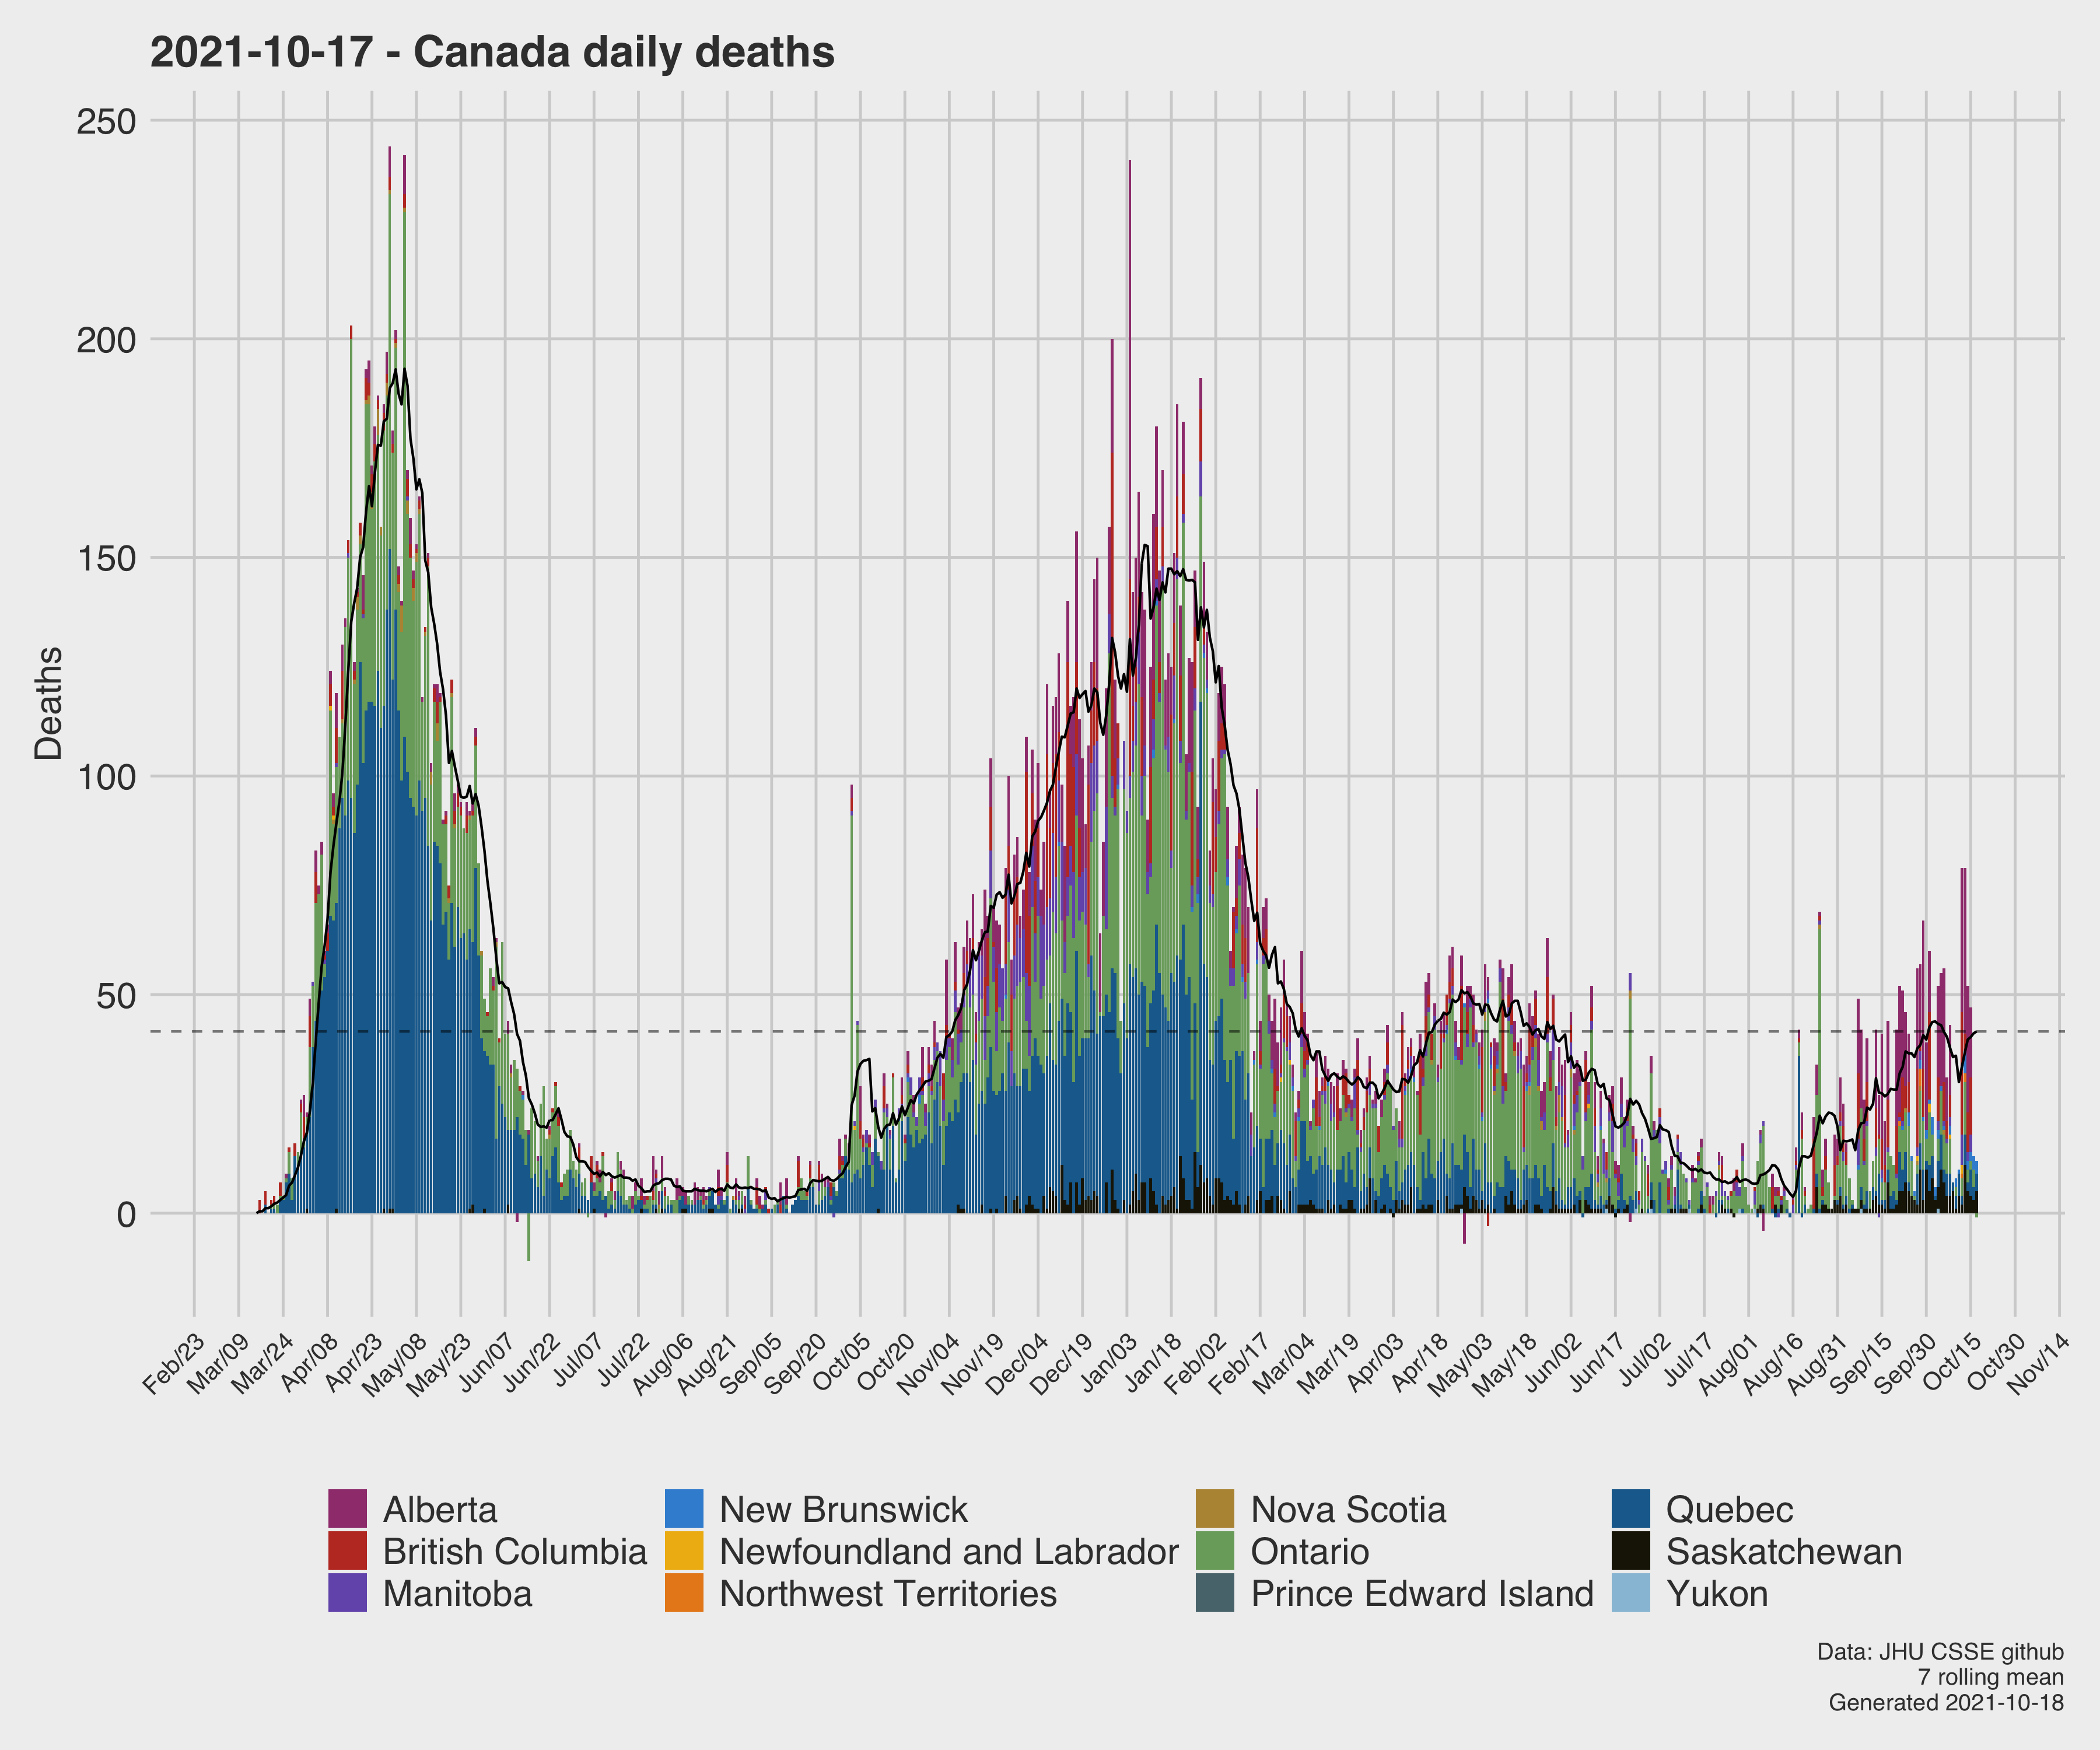 2021-10-17 - Canada daily deaths
250
200
150
100
50
0
Deaths
Feb/23
Mar/09
Mar/24
Apr/08
Apr/23
May/08
May/23
Jun/07
Jun/22
Jul/07
Jul/22
Aug/06
Aug/21
Sep/05
Sep/20
Oct/05
Oct/20
Nov/04
Nov/19
Dec/04
Dec/19
Jan/03
Jan/18
Feb/02
Feb/17
Mar/04
Mar/19
Apr/03
Apr/18
May/03
May/18
Jun/02
Jun/17
Jul/02
Jul/17
Aug/01
Aug/16
Aug/31
Sep/15
Sep/30
Oct/15
Oct/30
Nov/14
Alberta
British Columbia
Manitoba
New Brunswick
Newfoundland and Labrador
Northwest Territories
Nova Scotia
Ontario
Prince Edward Island
Quebec
Saskatchewan
Yukon
Data: JHU CSSE github
7 rolling mean
Generated 2021-10-18